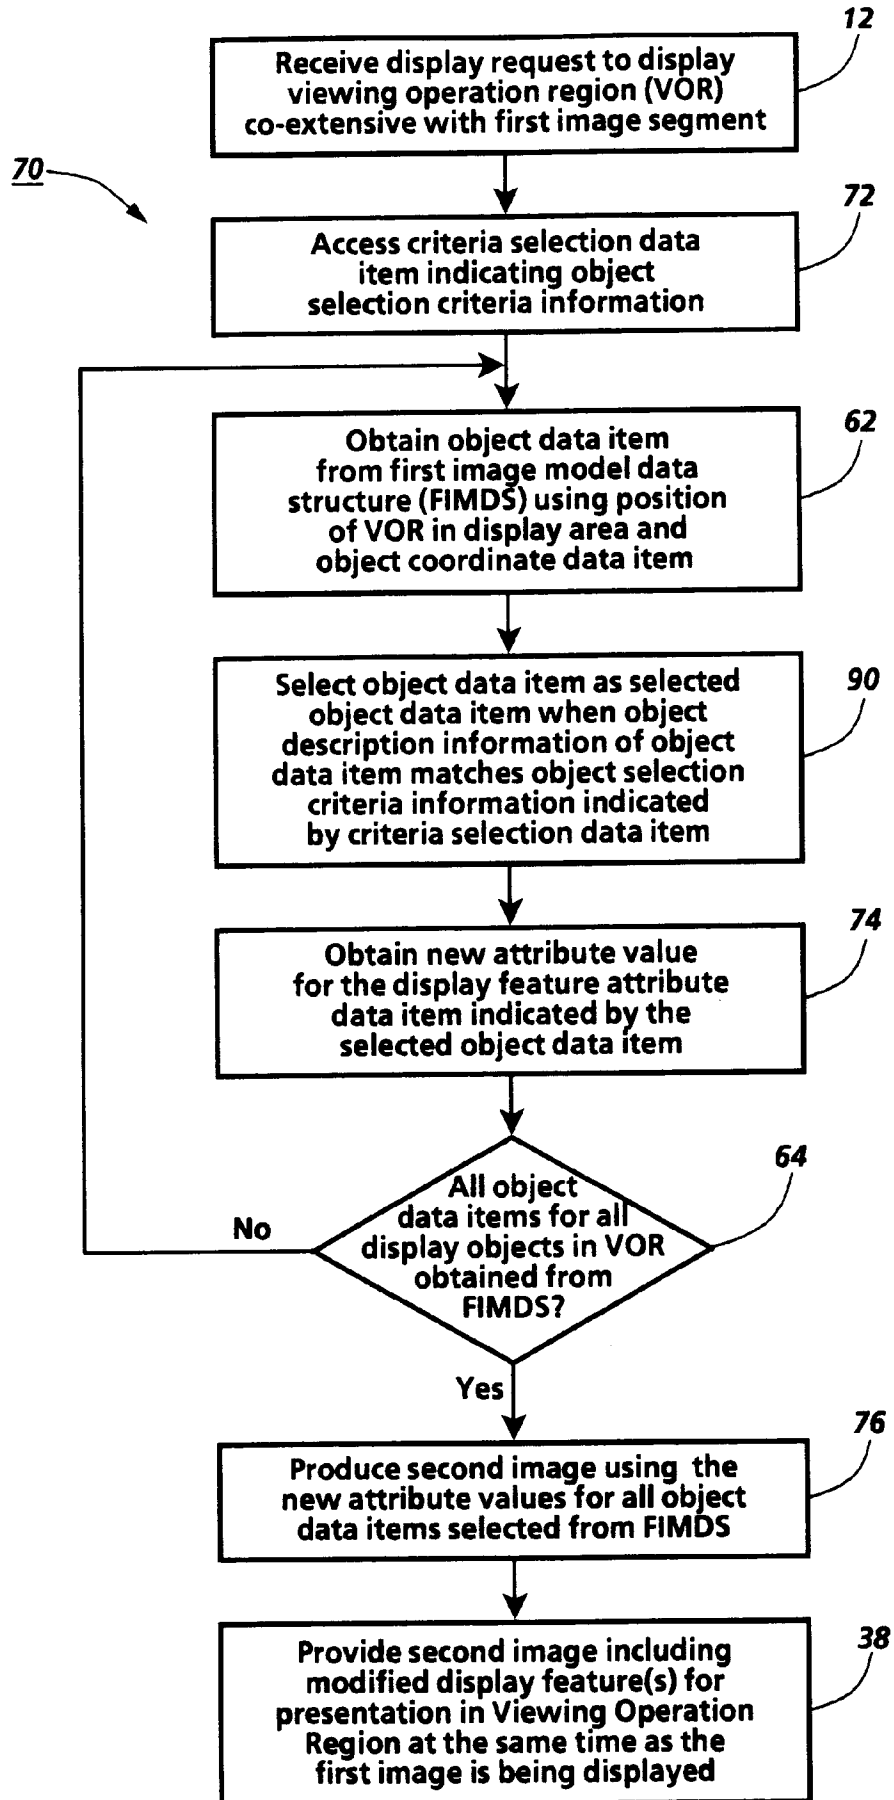 12
Receive display request to display
viewing operation region (VOR)
co-extensive with first image segment
70
72
Access criteria selection data
item indicating object
selection criteria information
62
Obtain object data item
from first image model data
structure (FIMDS) using position
of VOR in display area and
object coordinate data item
90
Select object data item as selected
object data item when object
description information of object
data item matches object selection
criteria information indicated
by criteria selection data item
74
Obtain new attribute value
for the display feature attribute
data item indicated by the
selected object data item
64
All object
data items for all
display objects in VOR
obtained from
FIMDS?
No
Yes
76
Produce second image using the
new attribute values for all object
data items selected from FIMDS
38
Provide second image including
modified display feature(s) for
presentation in Viewing Operation
Region at the same time as the
first image is being displayed